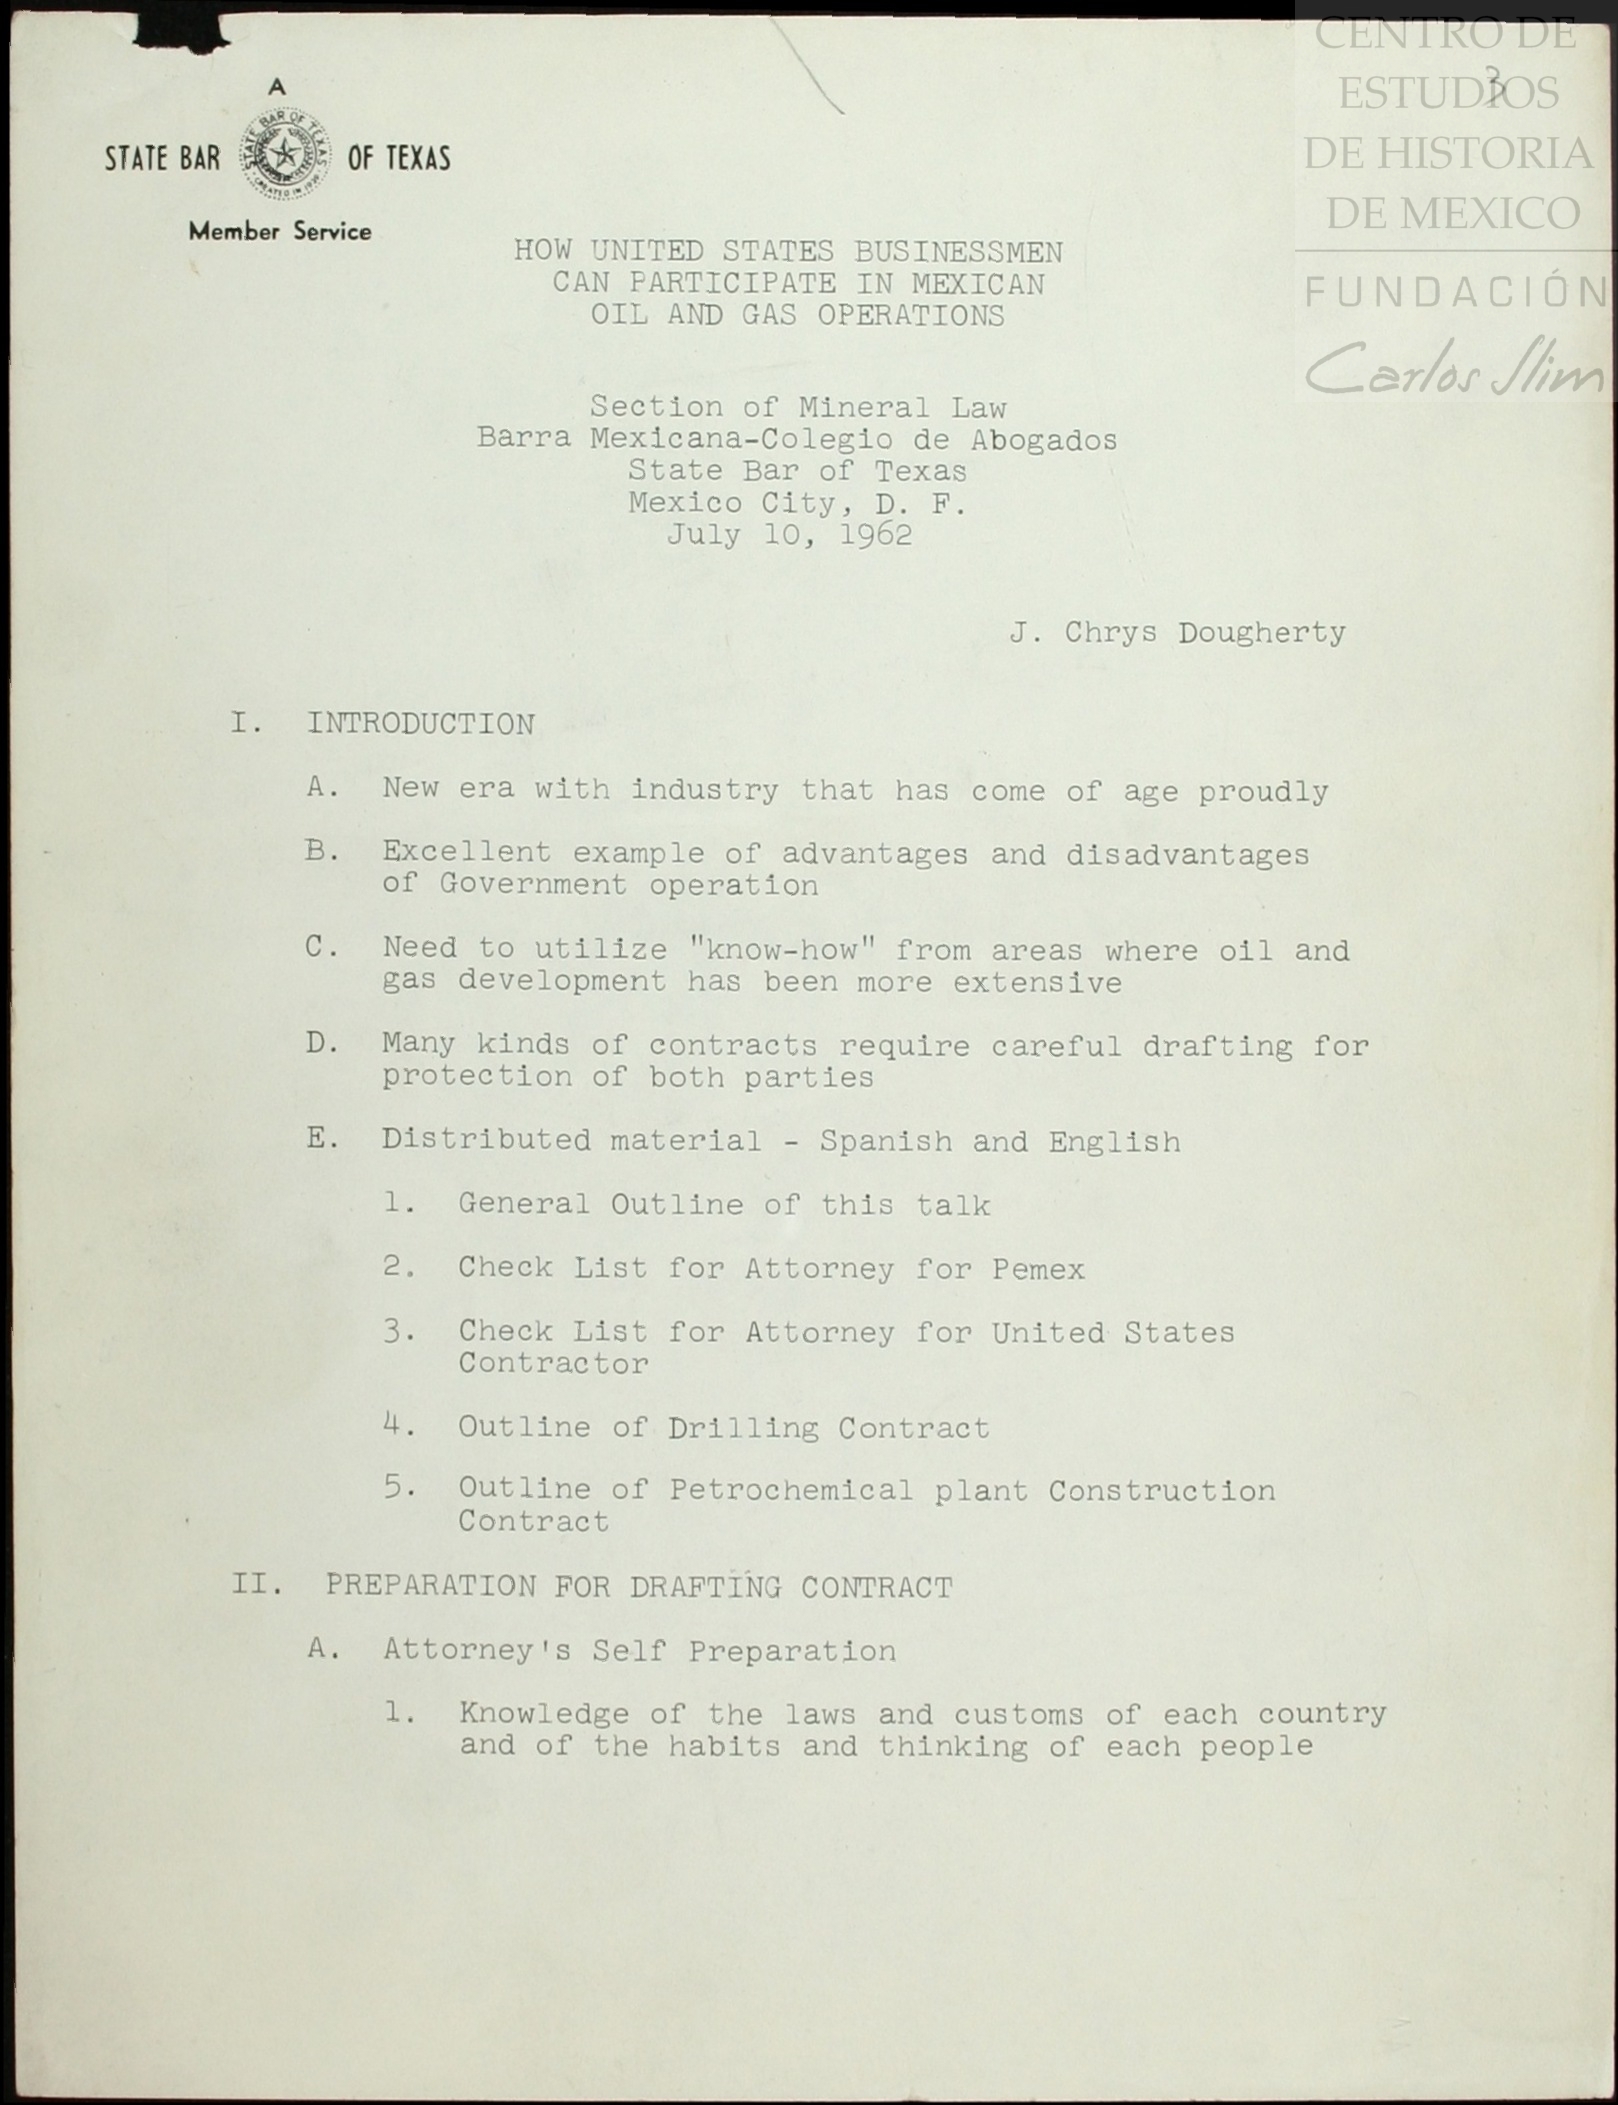 CENTRO DE
ESTUDIOS
DE HISTORIA
DE MEXICO
FUNDACIÓN
Carlos Slim
3
A
STATE BAR OF TEXAS
STATE BAR OF TEXAS
CREATED IN 1939
Member Service
HOW UNITED STATES BUSINESSMEN
CAN PARTICIPATE IN MEXICAN
OIL AND GAS OPERATIONS
Section of Mineral Law
Barra Mexicana-Colegio de Abogados
State Bar of Texas
Mexico City, D. F.
July 10, 1962
J. Chrys Dougherty
I. INTRODUCTION
A. New era with industry that has come of age proudly
B. Excellent example of advantages and disadvantages
of Government operation
C. Need to utilize "know-how" from areas where oil and
gas development has been more extensive
D. Many kinds of contracts require careful drafting for
protection of both parties
E. Distributed material - Spanish and English
1. General Outline of this talk
2. Check List for Attorney for Pemex
3. Check List for Attorney for United States
Contractor
4. Outline of Drilling Contract
5. Outline of Petrochemical plant Construction
Contract
II. PREPARATION FOR DRAFTING CONTRACT
A. Attorney's Self Preparation
1. Knowledge of the laws and customs of each country
and of the habits and thinking of each people